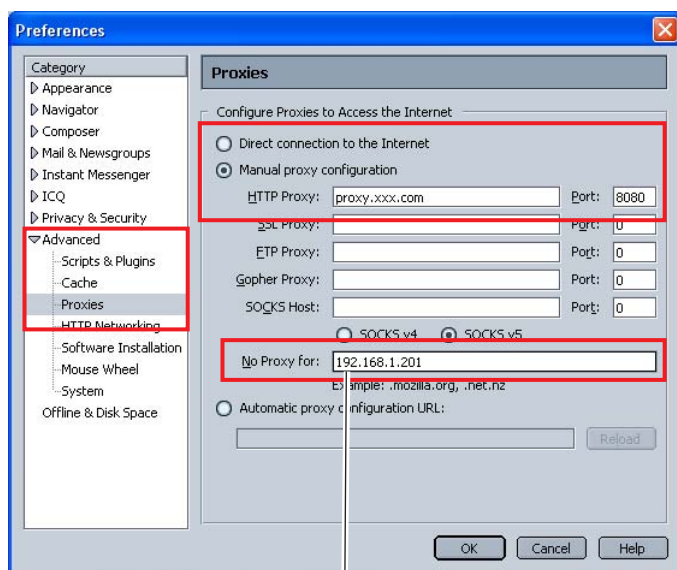 Preferences
Category
Appearance
Navigator
Composer
Mail & Newsgroups
Instant Messenger
ICQ
Privacy & Security
Advanced
Scripts & Plugins
Cache
Proxies
HTTP Networking
Software Installation
Mouse Wheel
System
Offline & Disk Space
Proxies
Configure Proxies to Access the Internet
Direct connection to the Internet
Manual proxy configuration
HTTP Proxy: proxy.xxx.com Port: 8080
SSL Proxy: Port: 0
FTP Proxy: Port: 0
Gopher Proxy: Port: 0
SOCKS Host: Port: 0
SOCKS v4 SOCKS v5
No Proxy for: 192.168.1.201
Example: .mozilla.org, .net.nz
Automatic proxy configuration URL:
Reload
OK Cancel Help